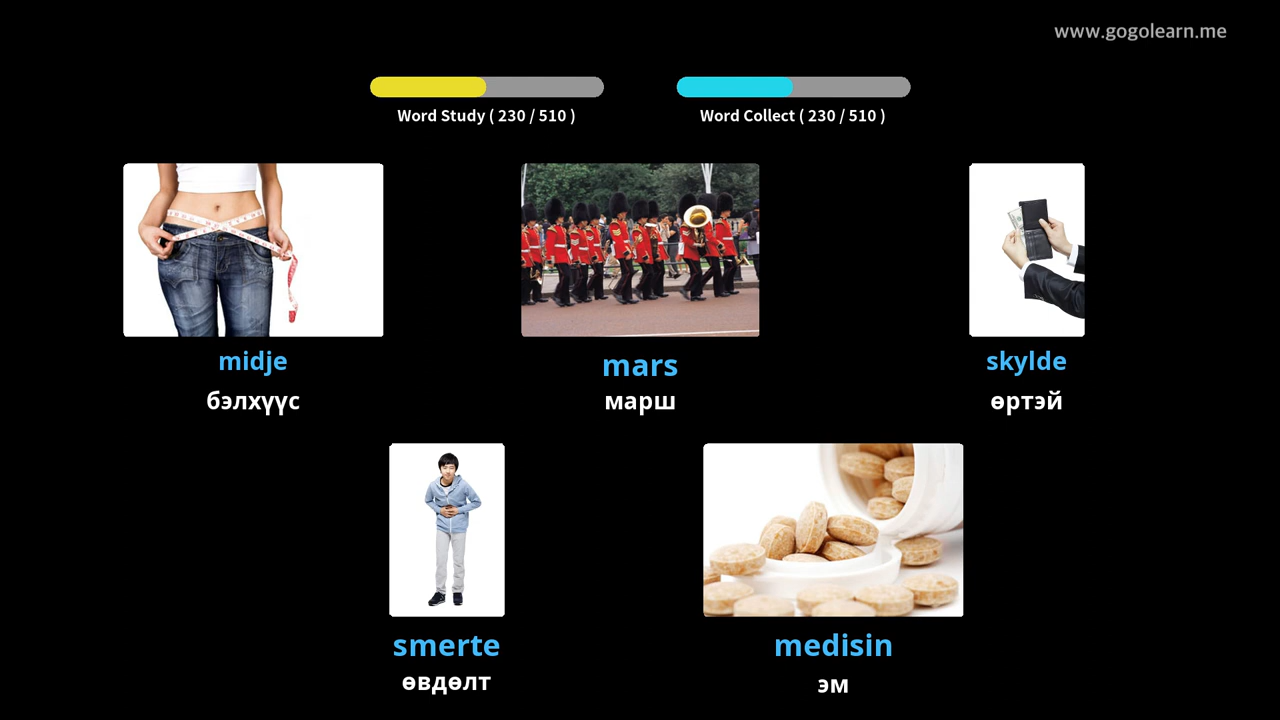 www.gogolearn.me
Word Study ( 230 / 510 )
Word Collect ( 230 / 510 )
midje
бэлхүүс
mars
марш
skylde
өртэй
smerte
өвдөлт
medisin
эм